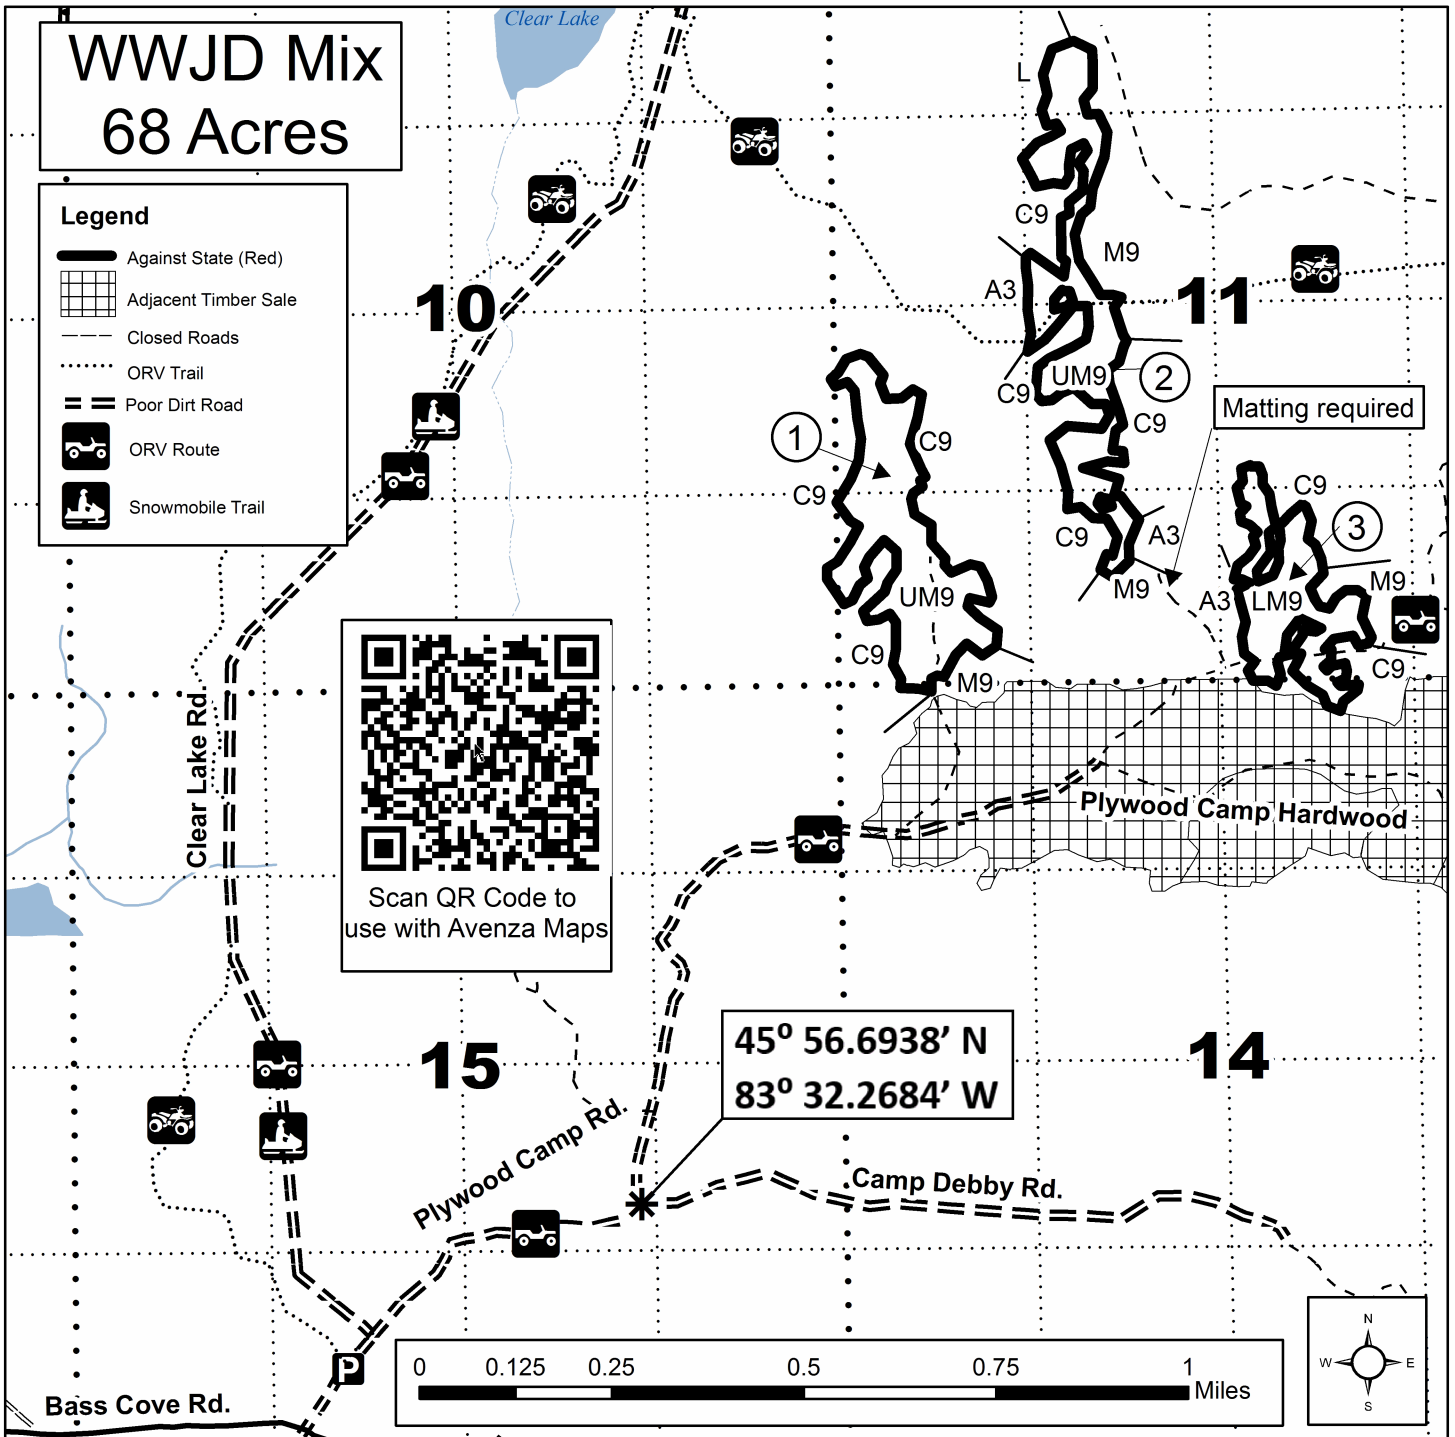 WWJD Mix
68 Acres
Clear Lake
Legend
Against State (Red)
Adjacent Timber Sale
Closed Roads
ORV Trail
Poor Dirt Road
ORV Route
Snowmobile Trail
10
11
L
C9
M9
A3
UM9
2
C9
C9
Matting required
1
C9
C9
C9
A3
M9
C9
3
UM9
C9
M9
A3
LM9
M9
C9
Clear Lake Rd.
Scan QR Code to
use with Avenza Maps
Plywood Camp Hardwood
15
14
45⁰ 56.6938’ N
83⁰ 32.2684’ W
Plywood Camp Rd.
Camp Debby Rd.
P
Bass Cove Rd.
0 0.125 0.25 0.5 0.75 1
Miles
N
W E
S